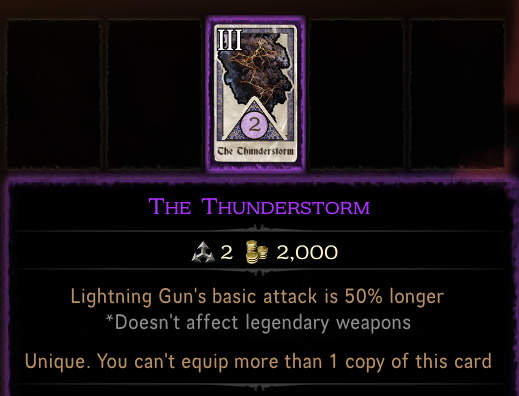 III
2
The Thunderstorm
The Thunderstorm
2 2,000
Lightning Gun's basic attack is 50% longer
*Doesn't affect legendary weapons
Unique. You can't equip more than 1 copy of this card